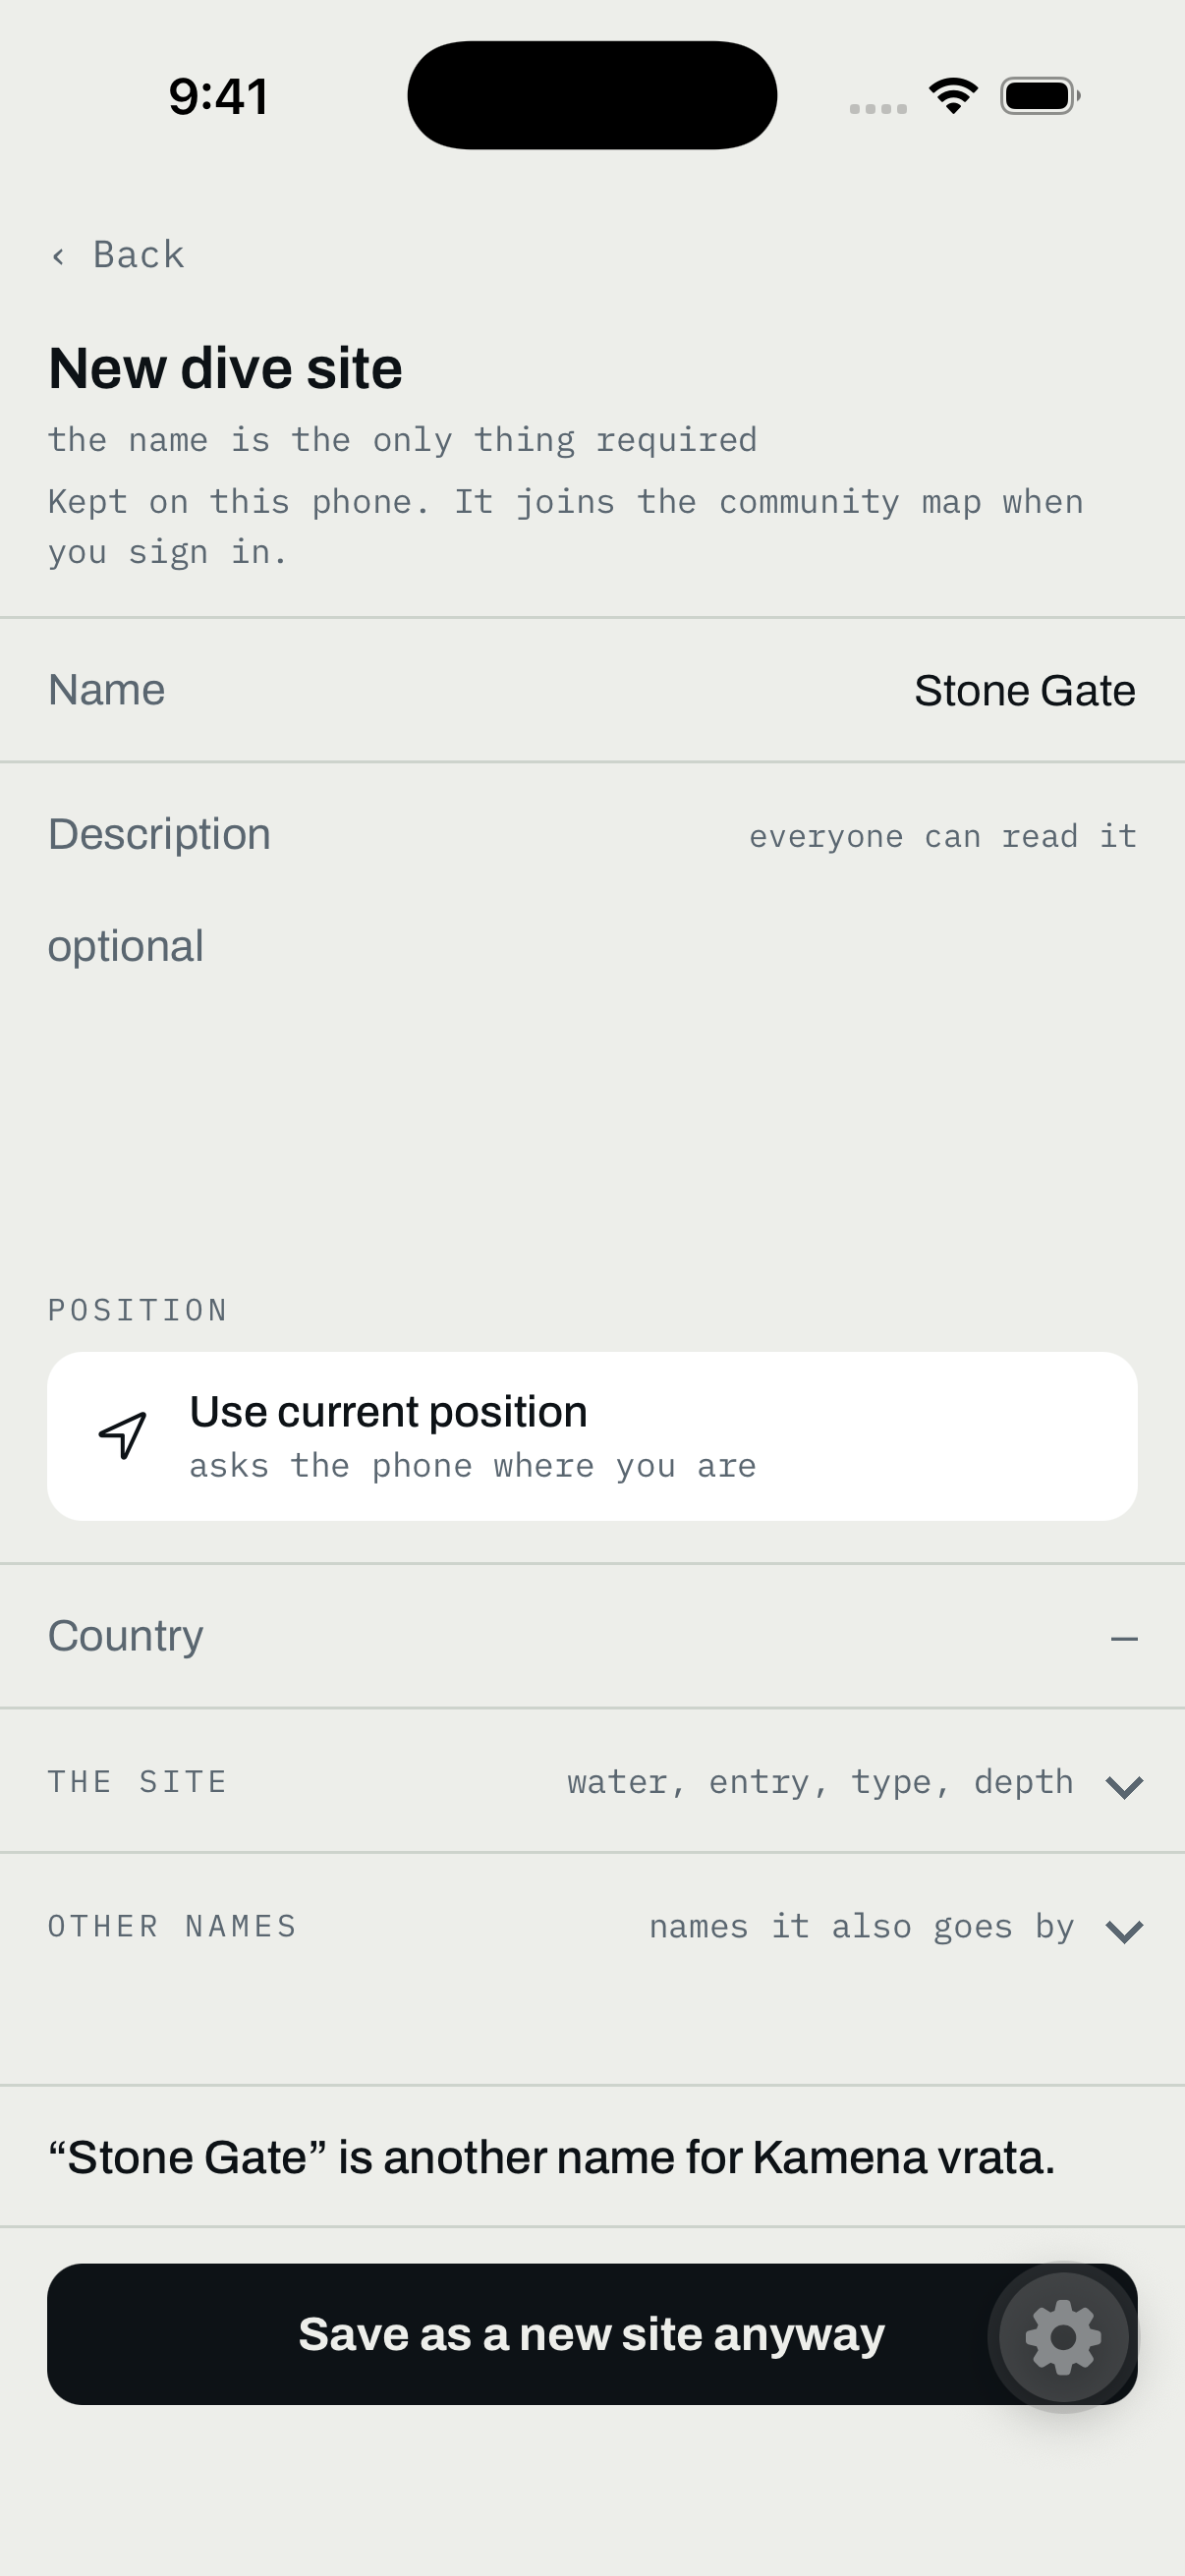 9:41
‹ Back
New dive site
the name is the only thing required
Kept on this phone. It joins the community map when
you sign in.
Name Stone Gate
Description everyone can read it
optional
POSITION
Use current position
asks the phone where you are
Country –
THE SITE water, entry, type, depth
OTHER NAMES names it also goes by
“Stone Gate” is another name for Kamena vrata.
Save as a new site anyway